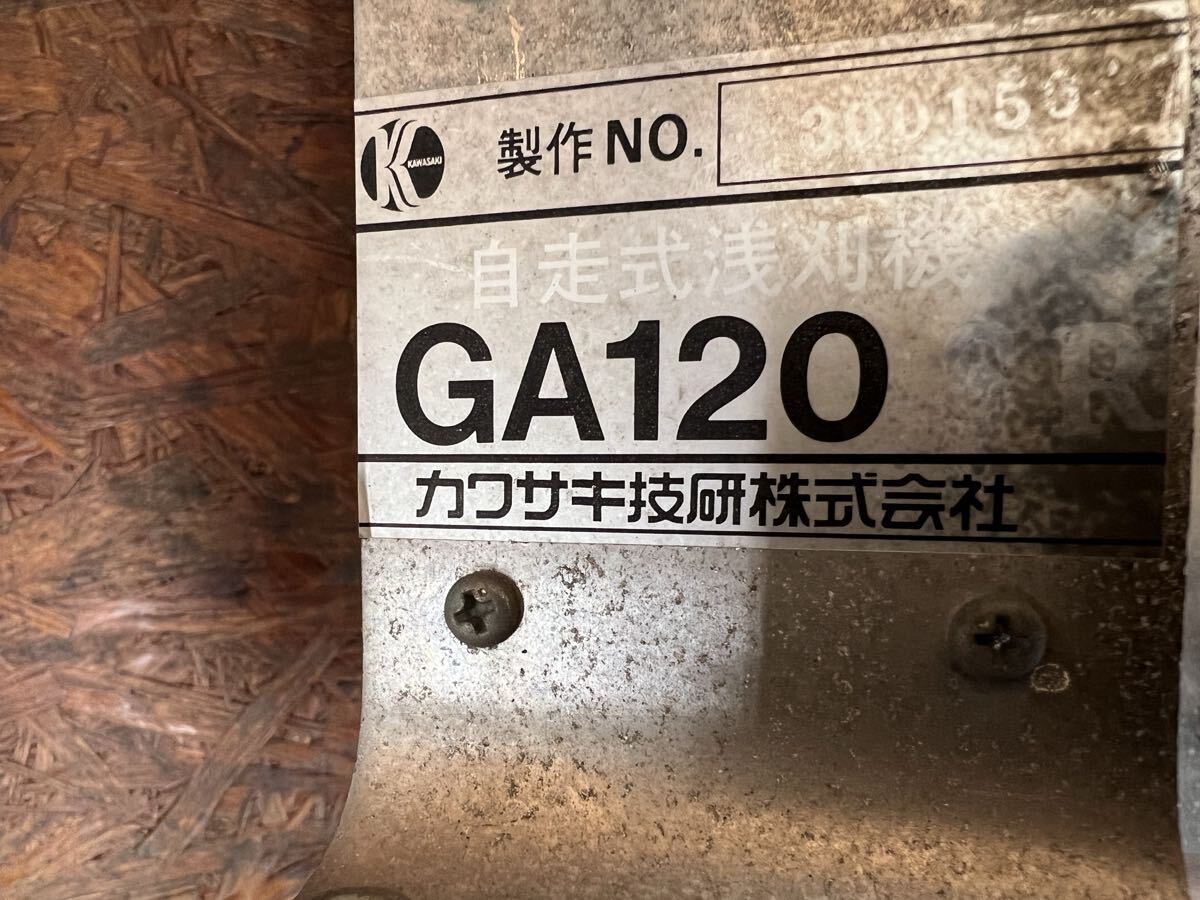 K KAWASAKI 製作NO. 300150
自走式浅刈機
GA120 R
カワサキ技研株式会社